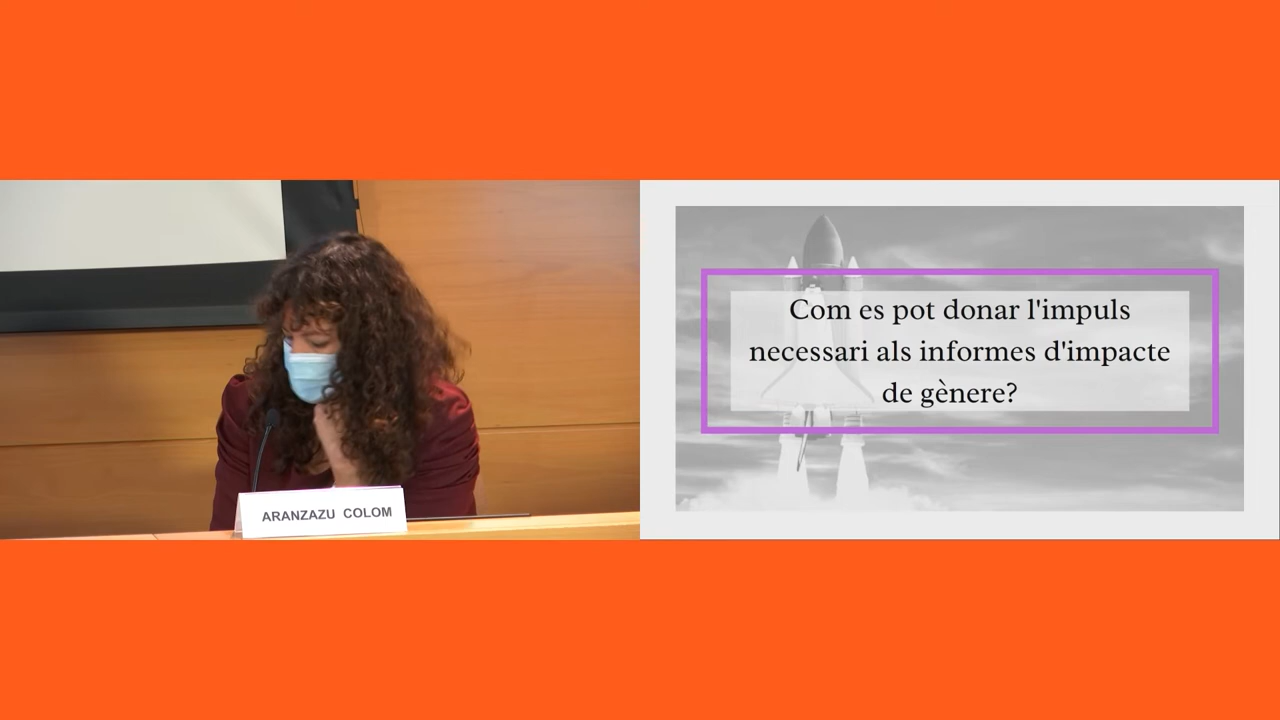 ARANZAZU COLOM
Com es pot donar l'impuls
necessari als informes d'impacte
de gènere?